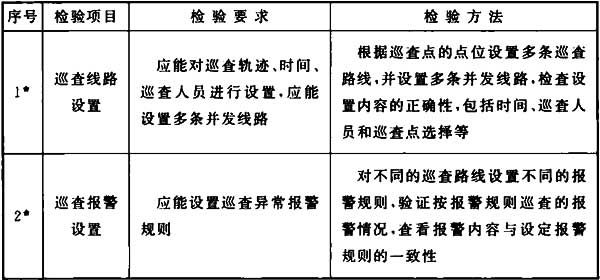 序号 检验项目 检验要求 检验方法
1* 巡查线路设置
应能对巡查轨迹、时间、
巡查人员进行设置,应能
设置多条并发线路
根据巡查点的点位设置多条巡查
路线,并设置多条并发线路,检查设
置内容的正确性,包括时间、巡查人
员和巡查点选择等
2* 巡查报警设置
应能设置巡查异常报警
规则
对不同的巡查路线设置不同的报
警规则,验证按报警规则巡查的报
警情况,查看报警内容与设定报警
规则的一致性